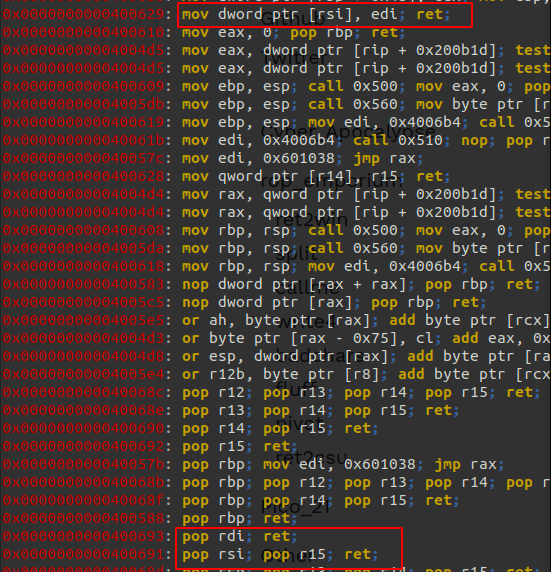 0x0000000000400629: mov dword ptr [rsi], edi; ret;
0x0000000000400610: mov eax, 0; pop rbp; ret;
0x00000000004004d5: mov eax, dword ptr [rip + 0x200b1d]; test
0x00000000004004d5: mov eax, dword ptr [rip + 0x200b1d]; test
0x0000000000400609: mov ebp, esp; call 0x500; mov eax, 0; pop
0x00000000004005db: mov ebp, esp; call 0x560; mov byte ptr [r
0x0000000000400619: mov ebp, esp; mov edi, 0x4006b4; call 0x5
0x000000000040061b: mov edi, 0x4006b4; call 0x510; nop; pop r
0x000000000040057c: mov edi, 0x601038; jmp rax;
0x0000000000400628: mov qword ptr [r14], r15; ret;
0x00000000004004d4: mov rax, qword ptr [rip + 0x200b1d]; test
0x00000000004004d4: mov rax, qword ptr [rip + 0x200b1d]; test
0x0000000000400608: mov rbp, rsp; call 0x500; mov eax, 0; pop
0x00000000004005da: mov rbp, rsp; call 0x560; mov byte ptr [r
0x0000000000400618: mov rbp, rsp; mov edi, 0x4006b4; call 0x5
0x0000000000400583: nop dword ptr [rax + rax]; pop rbp; ret;
0x00000000004005c5: nop dword ptr [rax]; pop rbp; ret;
0x00000000004005e5: or ah, byte ptr [rax]; add byte ptr [rcx]
0x00000000004004d3: or byte ptr [rax - 0x75], cl; add eax, 0x
0x00000000004004d8: or esp, dword ptr [rax]; add byte ptr [ra
0x00000000004005e4: or r12b, byte ptr [r8]; add byte ptr [rcx
0x000000000040068c: pop r12; pop r13; pop r14; pop r15; ret;
0x000000000040068e: pop r13; pop r14; pop r15; ret;
0x0000000000400690: pop r14; pop r15; ret;
0x0000000000400692: pop r15; ret;
0x000000000040057b: pop rbp; mov edi, 0x601038; jmp rax;
0x000000000040068b: pop rbp; pop r12; pop r13; pop r14; pop r
0x000000000040068f: pop rbp; pop r14; pop r15; ret;
0x0000000000400588: pop rbp; ret;
0x0000000000400693: pop rdi; ret;
0x0000000000400691: pop rsi; pop r15; ret;
Github
Twitter
Cyber_Apocalypse
rop_emporium
ret2win
split
callme
write4
badchars
fluff
pivot
ret2csu
Pico_21